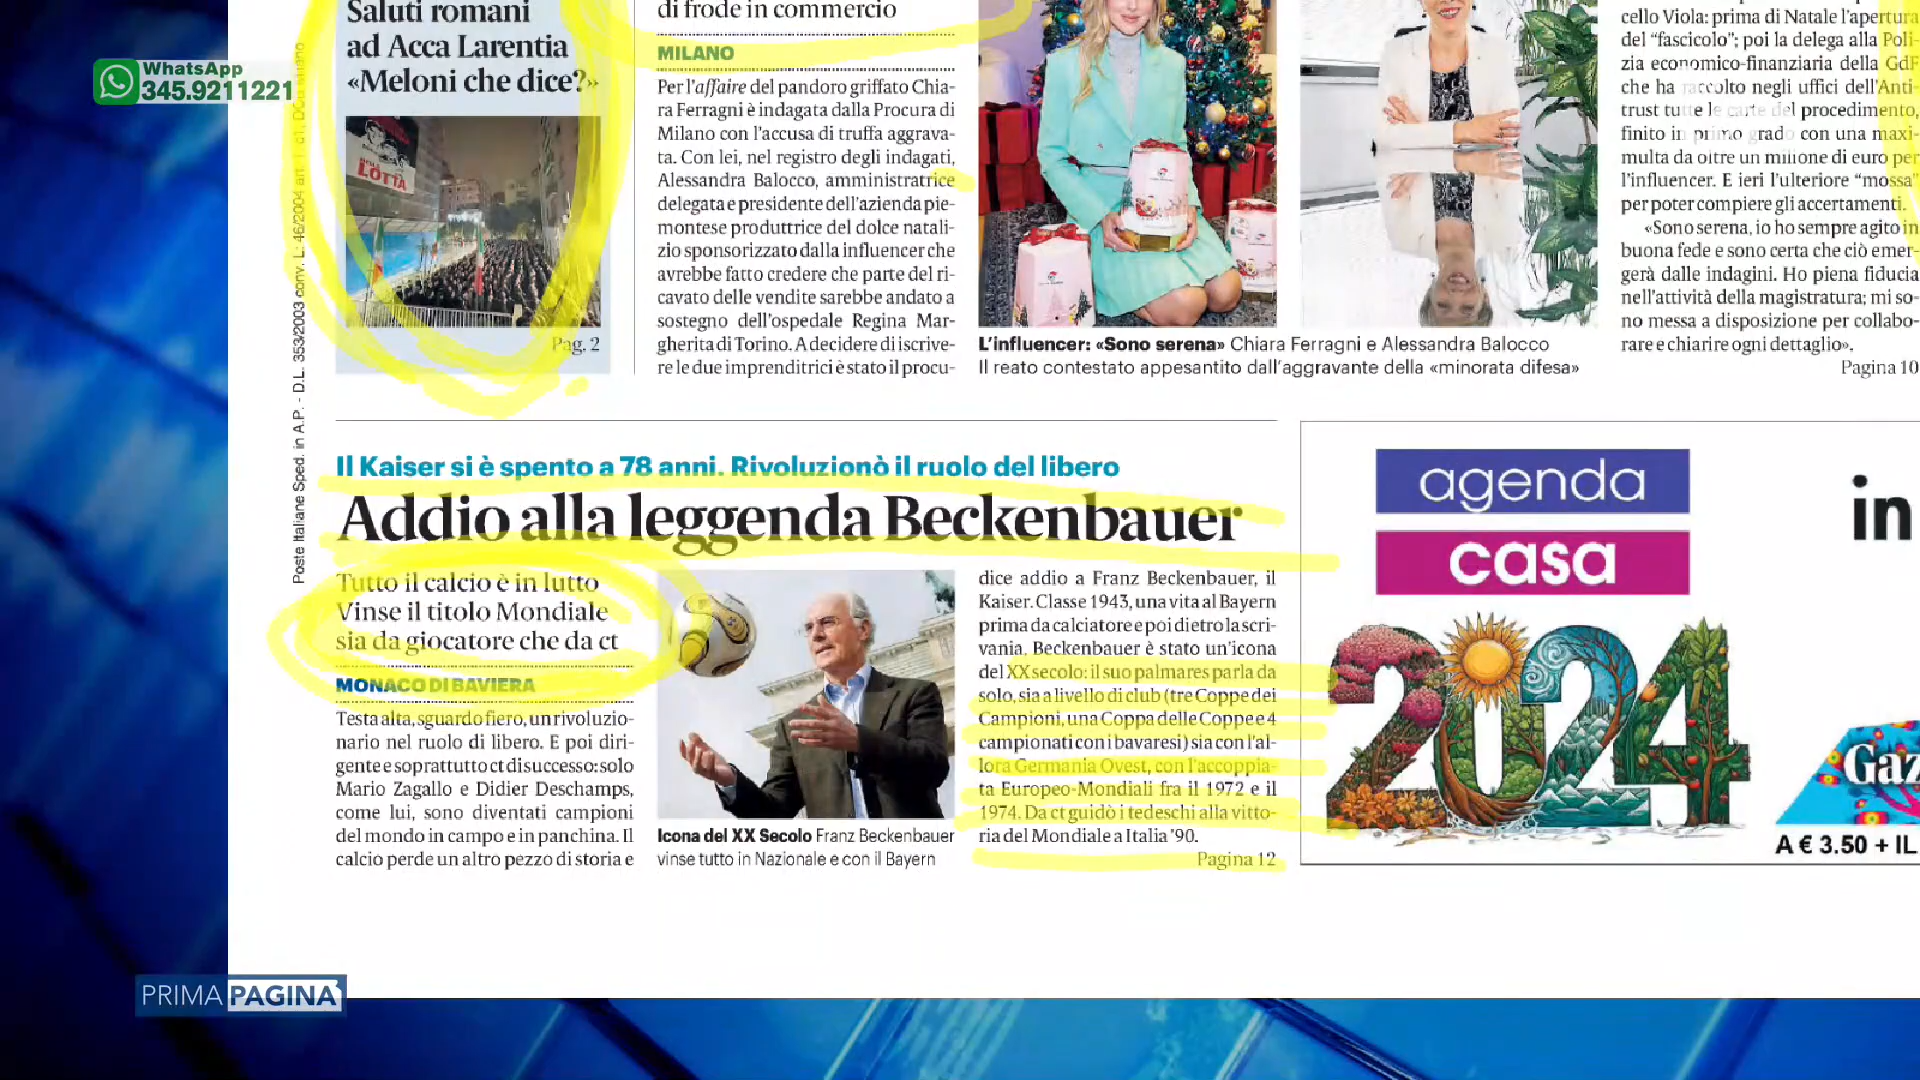 WhatsApp
345.9211221
Saluti romani
ad Acca Larentia
«Meloni che dice?»
LOTTA
Pag. 2
di frode in commercio
MILANO
Per l'affaire del pandoro griffato Chia-
ra Ferragni è indagata dalla Procura di
Milano con l'accusa di truffa aggrava-
ta. Con lei, nel registro degli indagati,
Alessandra Balocco, amministratrice
delegata e presidente dell'azienda pie-
montese produttrice del dolce natali-
zio sponsorizzato dalla influencer che
avrebbe fatto credere che parte del ri-
cavato delle vendite sarebbe andato a
sostegno dell'ospedale Regina Mar-
gherita di Torino. A decidere di iscrive-
re le due imprenditrici è stato il procu-
L'influencer: «Sono serena» Chiara Ferragni e Alessandra Balocco
Il reato contestato appesantito dall'aggravante della «minorata difesa»
cello Viola: prima di Natale l'apertura
del "fascicolo"; poi la delega alla Poli-
zia economico-finanziaria della GdF
che ha raccolto negli uffici dell'Anti-
trust tutte le carte del procedimento,
finito in primo grado con una maxi-
multa da oltre un milione di euro per
l'influencer. E ieri l'ulteriore "mossa"
per poter compiere gli accertamenti.
«Sono serena, io ho sempre agito in
buona fede e sono certa che ciò emer-
gerà dalle indagini. Ho piena fiducia
nell'attività della magistratura; mi so-
no messa a disposizione per collabo-
rare e chiarire ogni dettaglio».
Pagina 10
Poste Italiane Sped. in A.P. - D.L. 353/2003 conv. L. 46/2004 art. 1, c1, DCB Milano
Il Kaiser si è spento a 78 anni. Rivoluzionò il ruolo del libero
Addio alla leggenda Beckenbauer
Tutto il calcio è in lutto
Vinse il titolo Mondiale
sia da giocatore che da ct
MONACO DI BAVIERA
Testa alta, sguardo fiero, un rivoluzio-
nario nel ruolo di libero. E poi diri-
gente e soprattutto ct di successo: solo
Mario Zagallo e Didier Deschamps,
come lui, sono diventati campioni
del mondo in campo e in panchina. Il
calcio perde un altro pezzo di storia e
Icona del XX Secolo Franz Beckenbauer
vinse tutto in Nazionale e con il Bayern
dice addio a Franz Beckenbauer, il
Kaiser. Classe 1943, una vita al Bayern
prima da calciatore e poi dietro la scri-
vania. Beckenbauer è stato un'icona
del XX secolo: il suo palmares parla da
solo, sia a livello di club (tre Coppe dei
Campioni, una Coppa delle Coppe e 4
campionati con i bavaresi) sia con l'al-
lora Germania Ovest, con l'accoppia-
ta Europeo-Mondiali fra il 1972 e il
1974. Da ct guidò i tedeschi alla vitto-
ria del Mondiale a Italia '90.
Pagina 12
agenda
casa
2024
in
Gaz
A € 3.50 + IL
PRIMA PAGINA